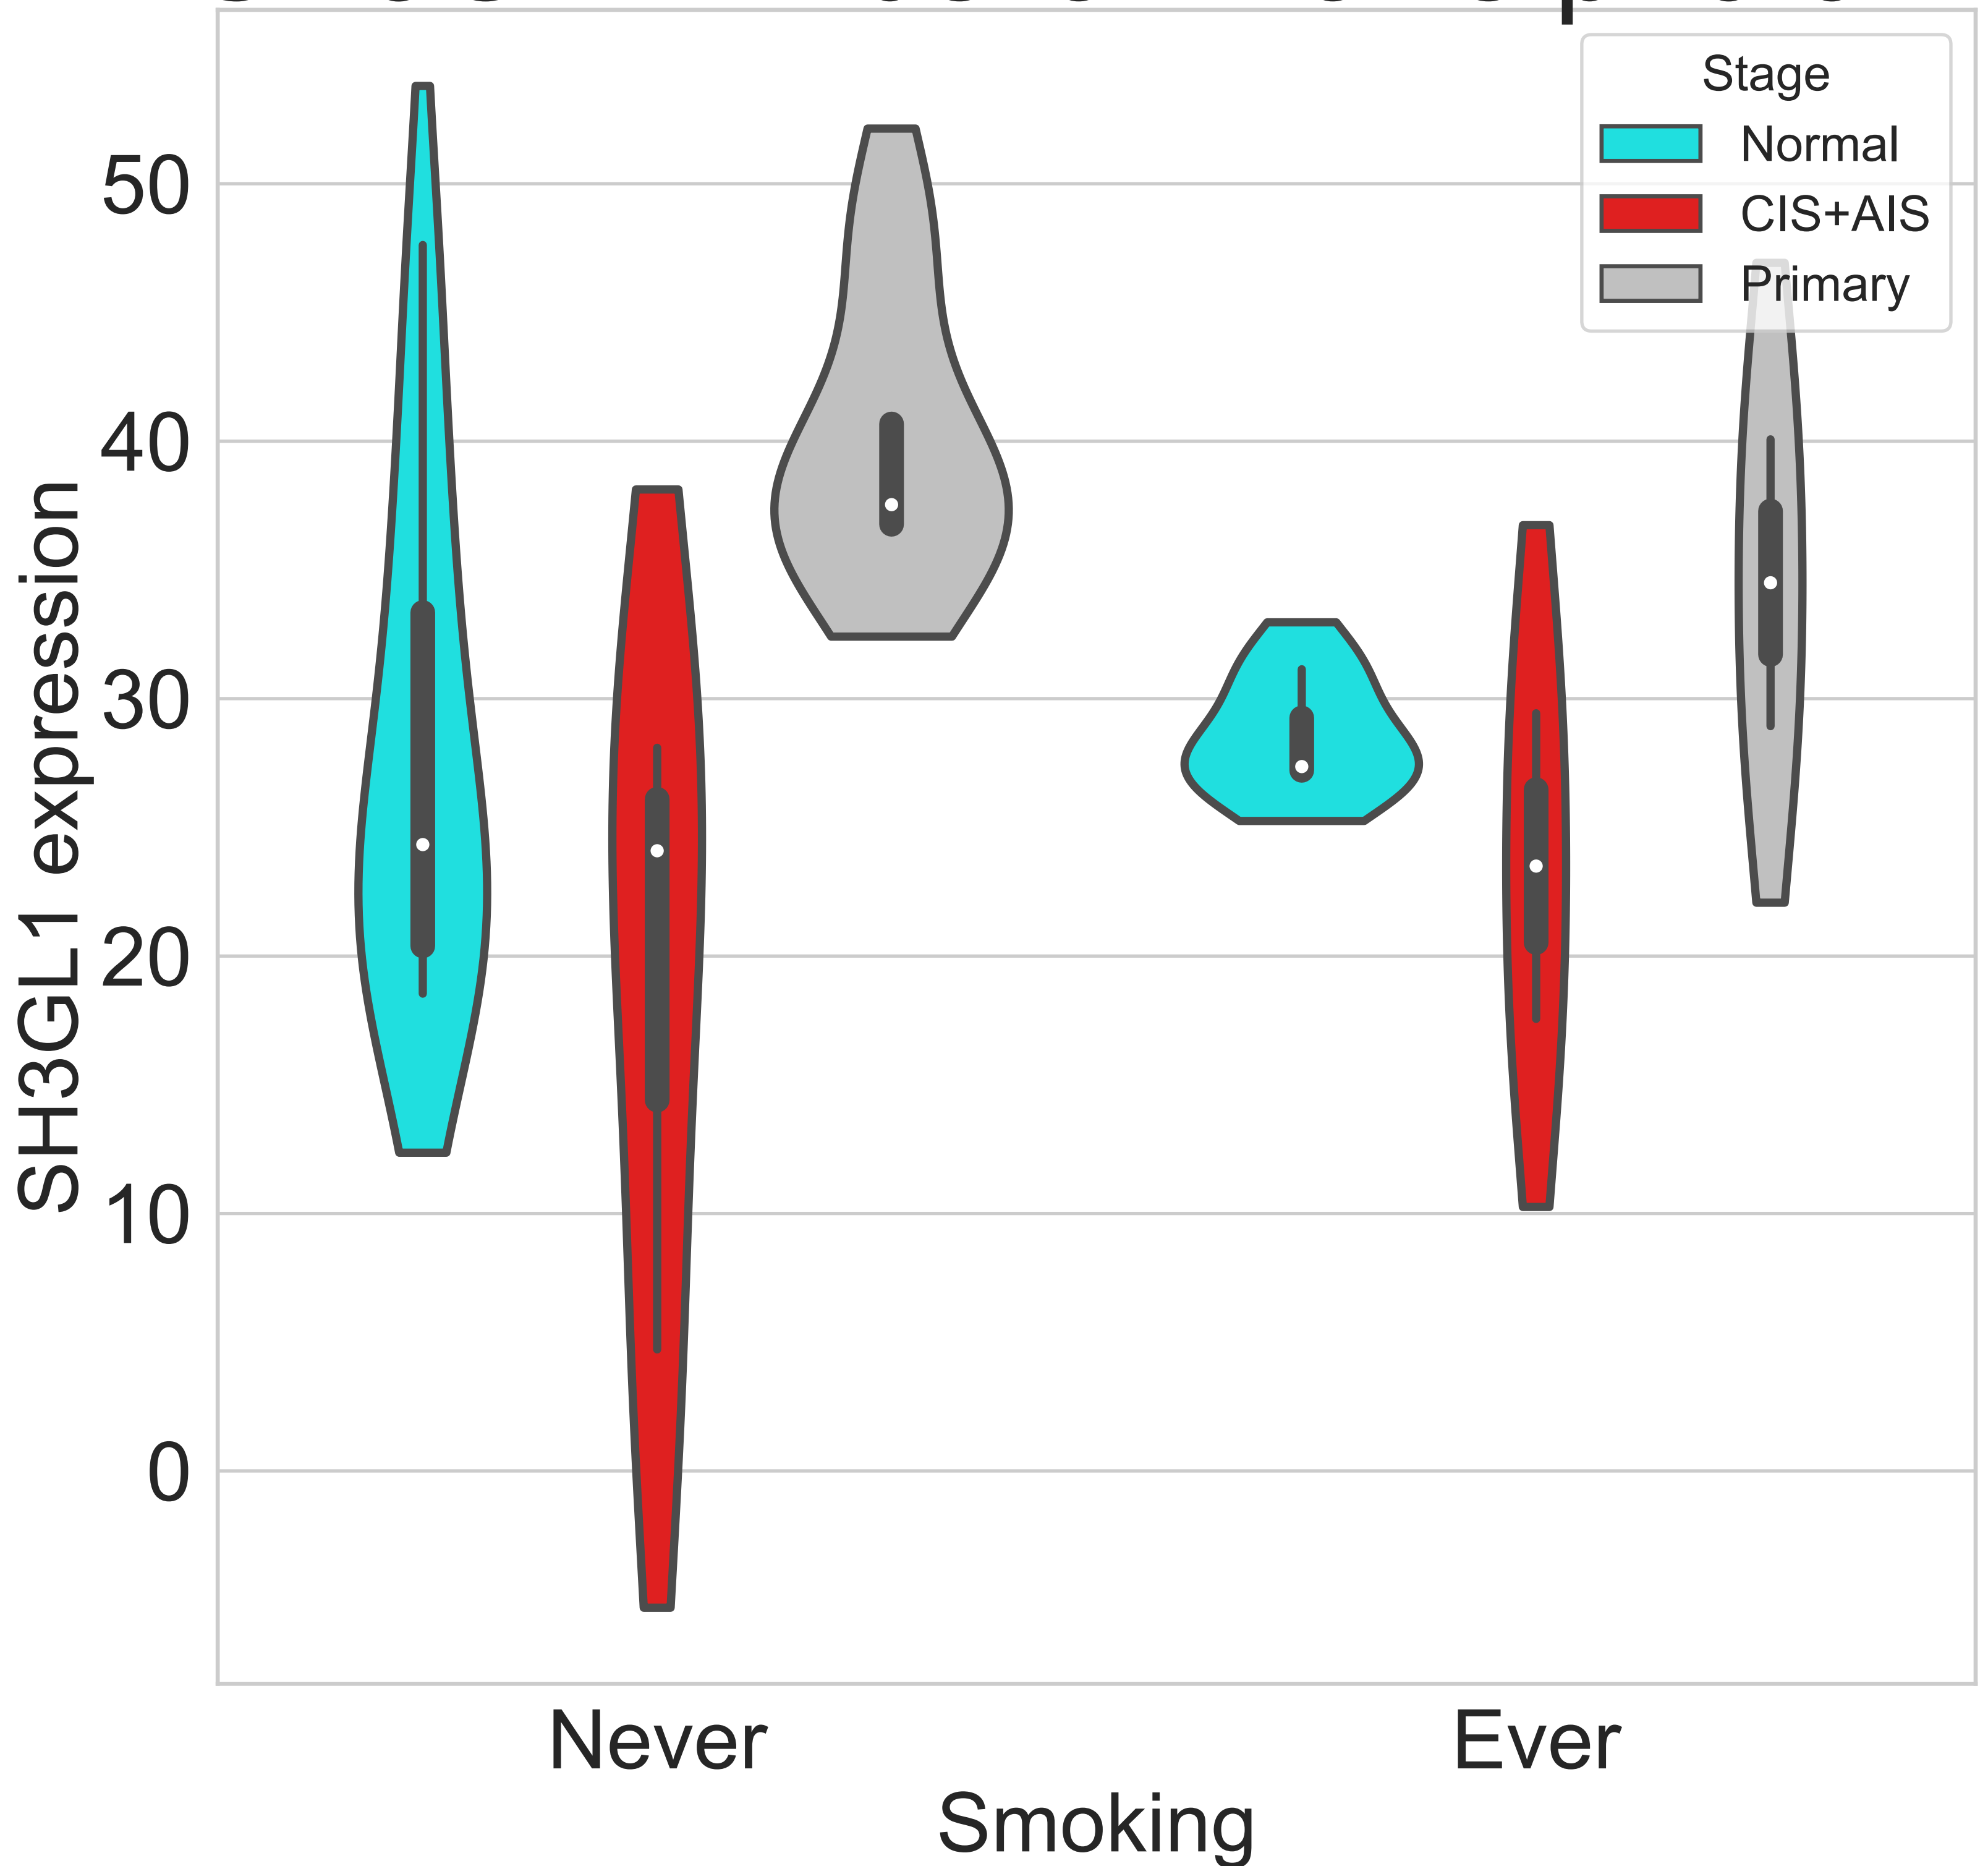 Stage
Normal
CIS+AIS
Primary
50
40
30
20
10
0
SH3GL1 expression
Never
Ever
Smoking